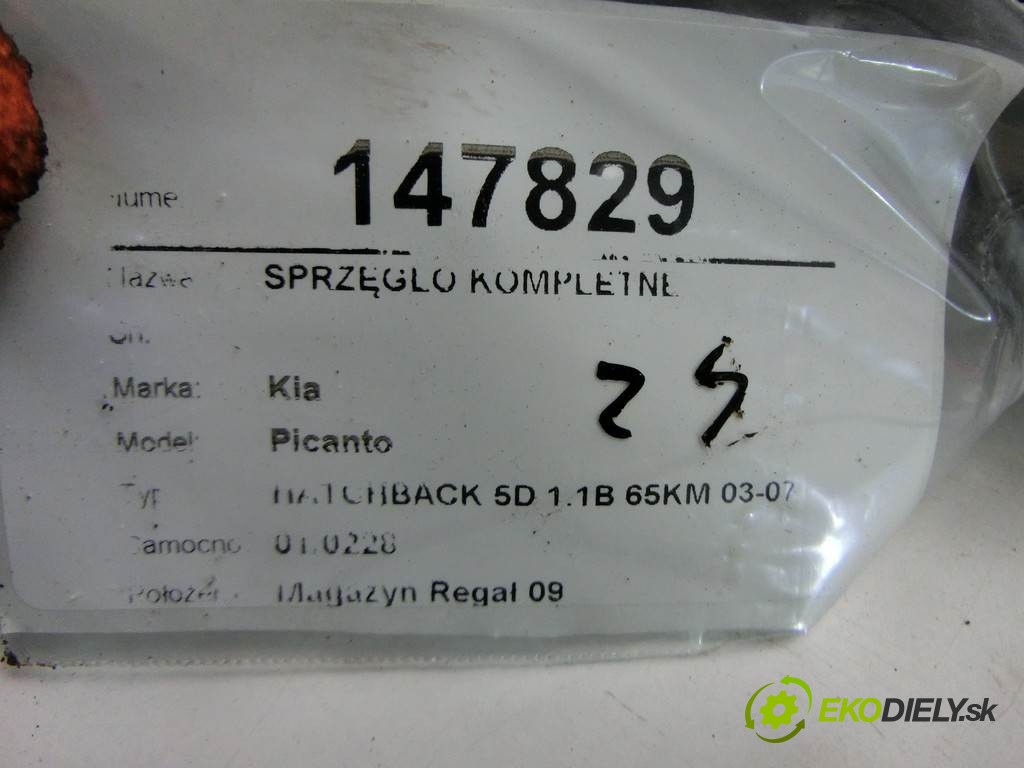 147829
SPRZĘGŁO KOMPLETNE
Marka: Kia
Model: Picanto
Typ HATCHBACK 5D 1.1B 65KM 03-07
01.0228
Magazyn Regał 09
EKODIELY.sk